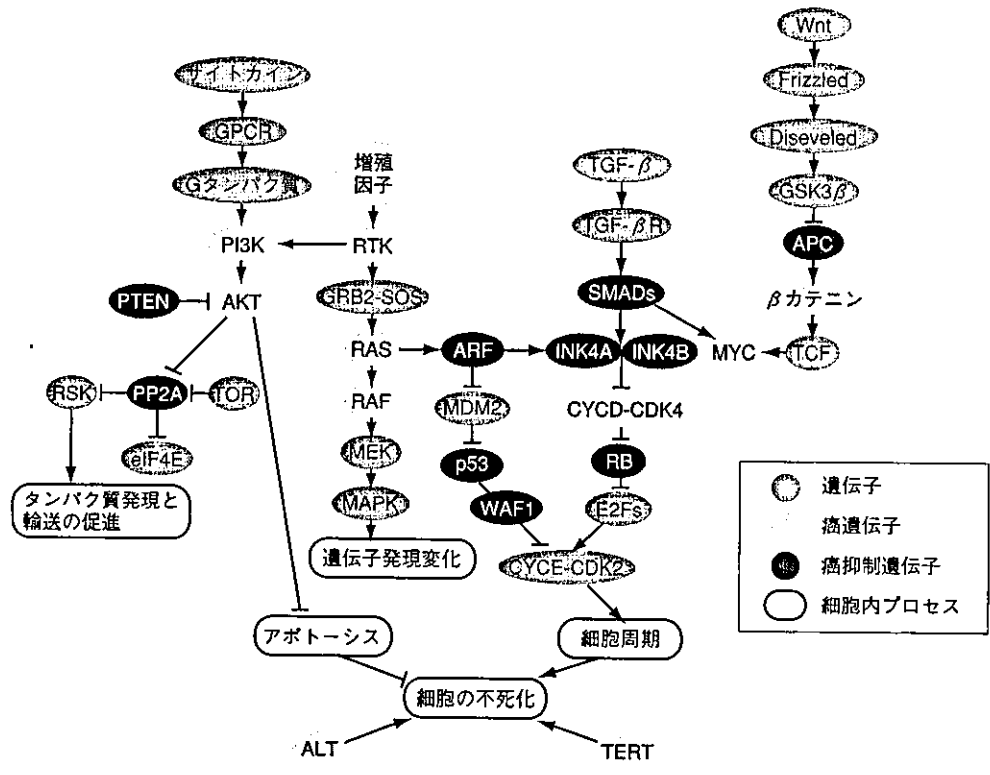 Wnt
サイトカイン
Frizzled
GPCR
Diseveled
増殖
因子
TGF-β
Gタンパク質
GSK3β
PI3K
RTK
TGF-βR
APC
PTEN
AKT
GRB2-SOS
SMADs
βカテニン
RAS
ARF
INK4A
INK4B
MYC
TCF
RSK
PP2A
TOR
RAF
MDM2
CYCD-CDK4
eIF4E
MEK
p53
RB
タンパク質発現と
輸送の促進
MAPK
WAF1
E2Fs
遺伝子発現変化
CYCE-CDK2
遺伝子
癌遺伝子
癌抑制遺伝子
細胞内プロセス
アポトーシス
細胞周期
細胞の不死化
ALT
TERT